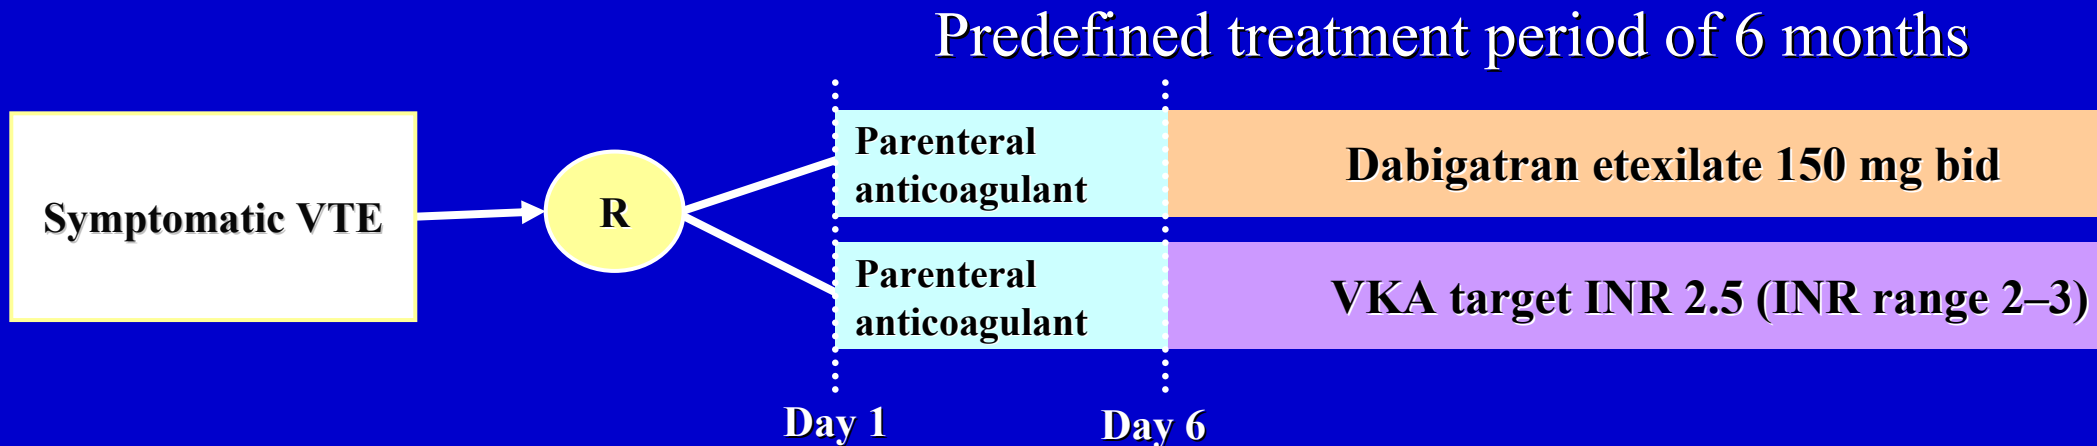 Predefined treatment period of 6 months
Symptomatic VTE
R
Parenteral
anticoagulant
Dabigatran etexilate 150 mg bid
Parenteral
anticoagulant
VKA target INR 2.5 (INR range 2–3)
Day 1
Day 6